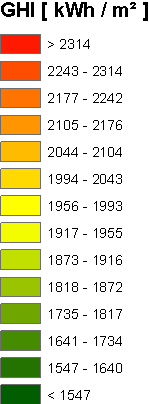 GHI [ kWh / m² ]
> 2314
2243 - 2314
2177 - 2242
2105 - 2176
2044 - 2104
1994 - 2043
1956 - 1993
1917 - 1955
1873 - 1916
1818 - 1872
1735 - 1817
1641 - 1734
1547 - 1640
< 1547